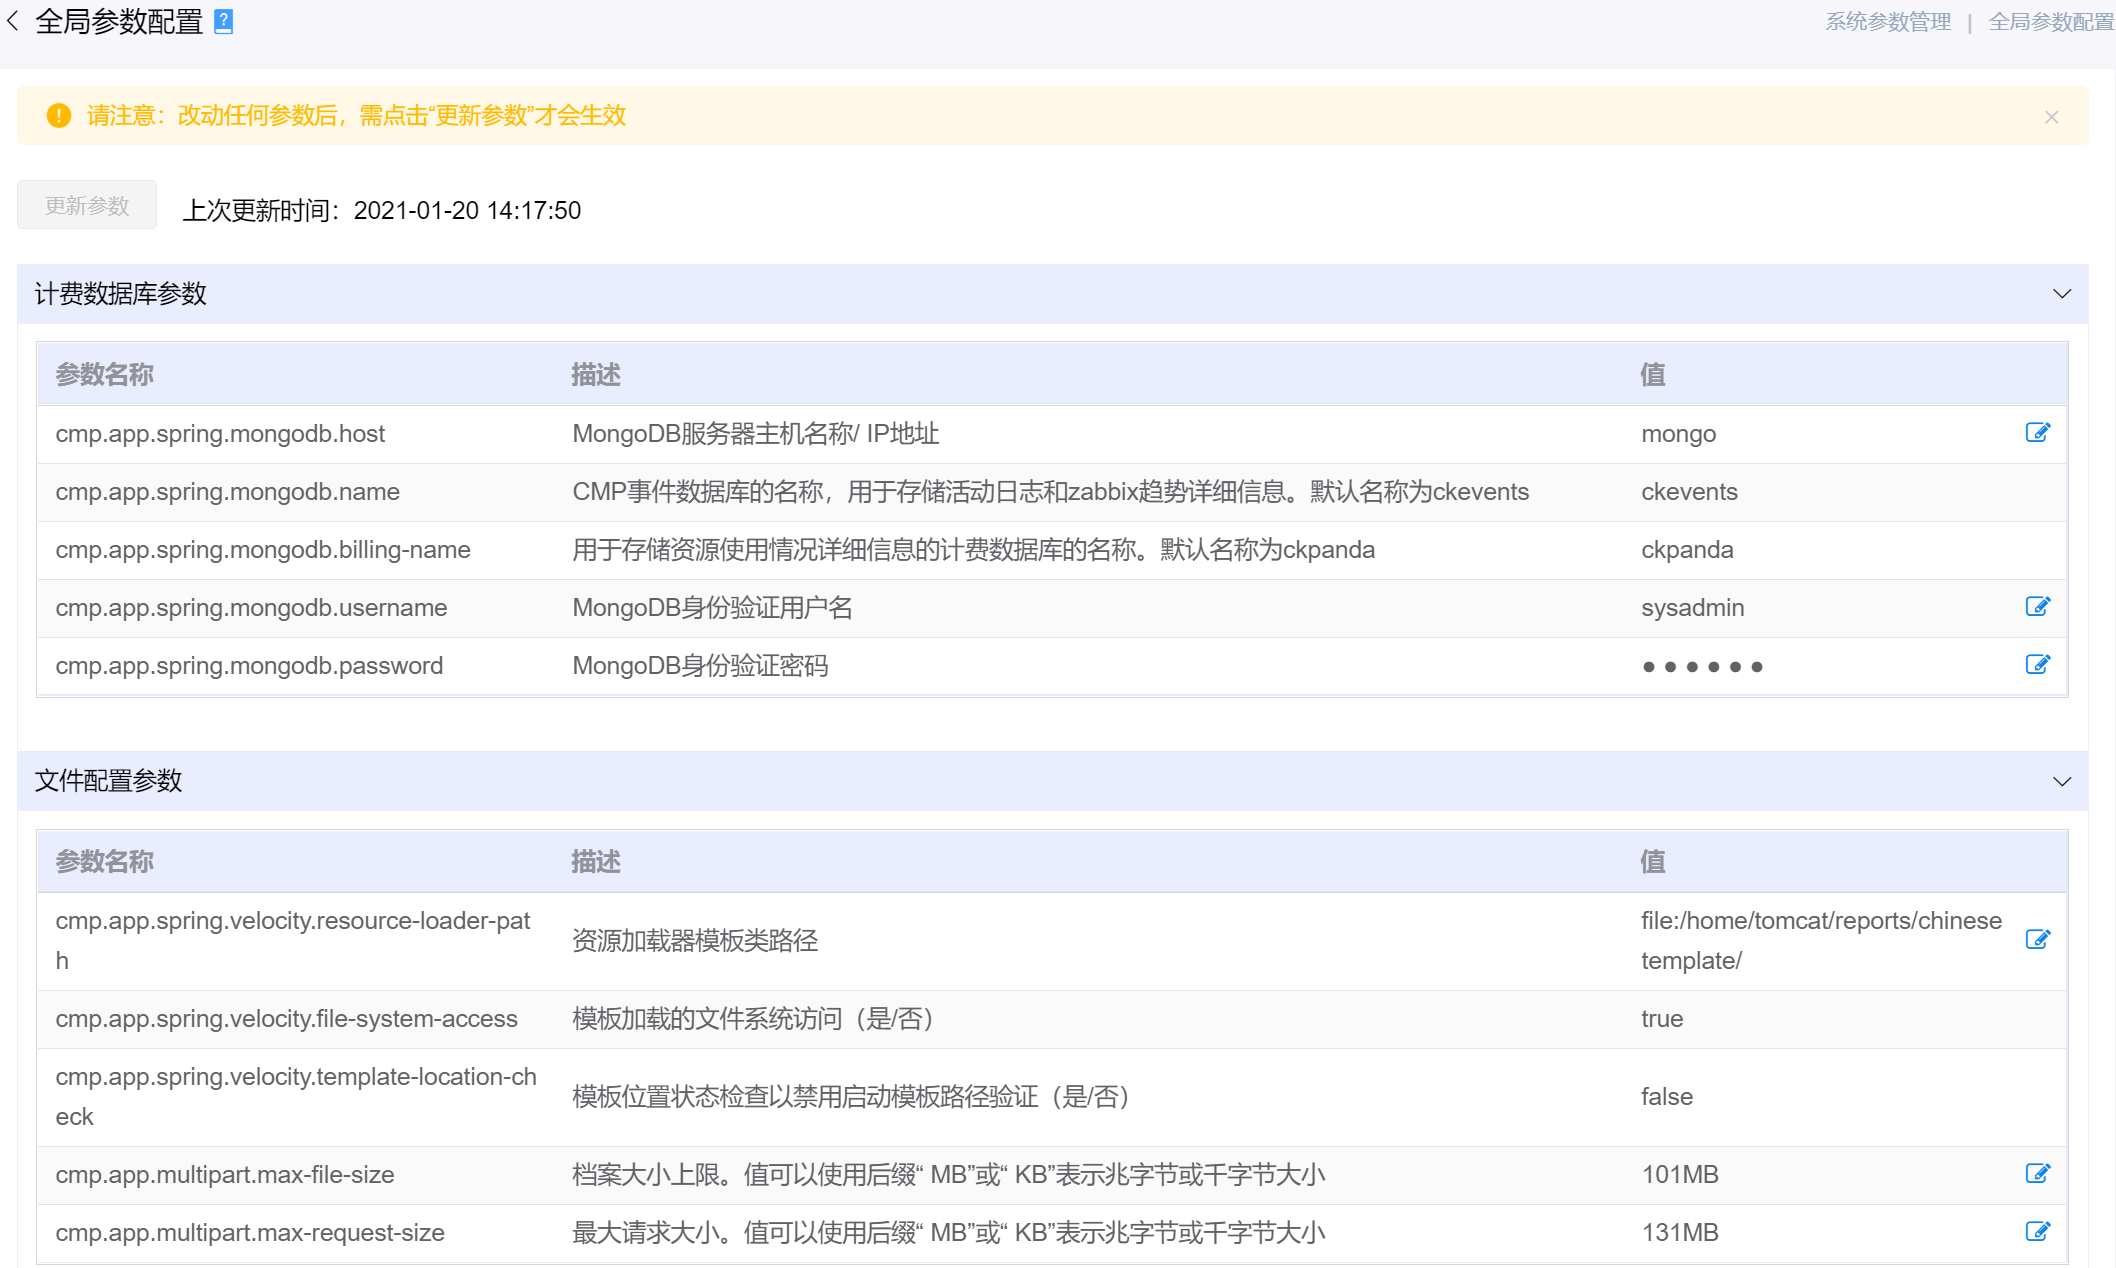 全局参数配置
系统参数管理 | 全局参数配置
请注意：改动任何参数后，需点击“更新参数”才会生效
更新参数 上次更新时间：2021-01-20 14:17:50
计费数据库参数
参数名称 描述 值
cmp.app.spring.mongodb.host MongoDB服务器主机名称/ IP地址 mongo
cmp.app.spring.mongodb.name CMP事件数据库的名称，用于存储活动日志和zabbix趋势详细信息。默认名称为ckevents ckevents
cmp.app.spring.mongodb.billing-name 用于存储资源使用情况详细信息的计费数据库的名称。默认名称为ckpanda ckpanda
cmp.app.spring.mongodb.username MongoDB身份验证用户名 sysadmin
cmp.app.spring.mongodb.password MongoDB身份验证密码 ●●●●●●
文件配置参数
参数名称 描述 值
cmp.app.spring.velocity.resource-loader-pat
h
资源加载器模板类路径
file:/home/tomcat/reports/chinese
template/
cmp.app.spring.velocity.file-system-access 模板加载的文件系统访问（是/否） true
cmp.app.spring.velocity.template-location-ch
eck
模板位置状态检查以禁用启动模板路径验证（是/否） false
cmp.app.multipart.max-file-size 档案大小上限。值可以使用后缀“ MB”或“ KB”表示兆字节或千字节大小 101MB
cmp.app.multipart.max-request-size 最大请求大小。值可以使用后缀“ MB”或“ KB”表示兆字节或千字节大小 131MB